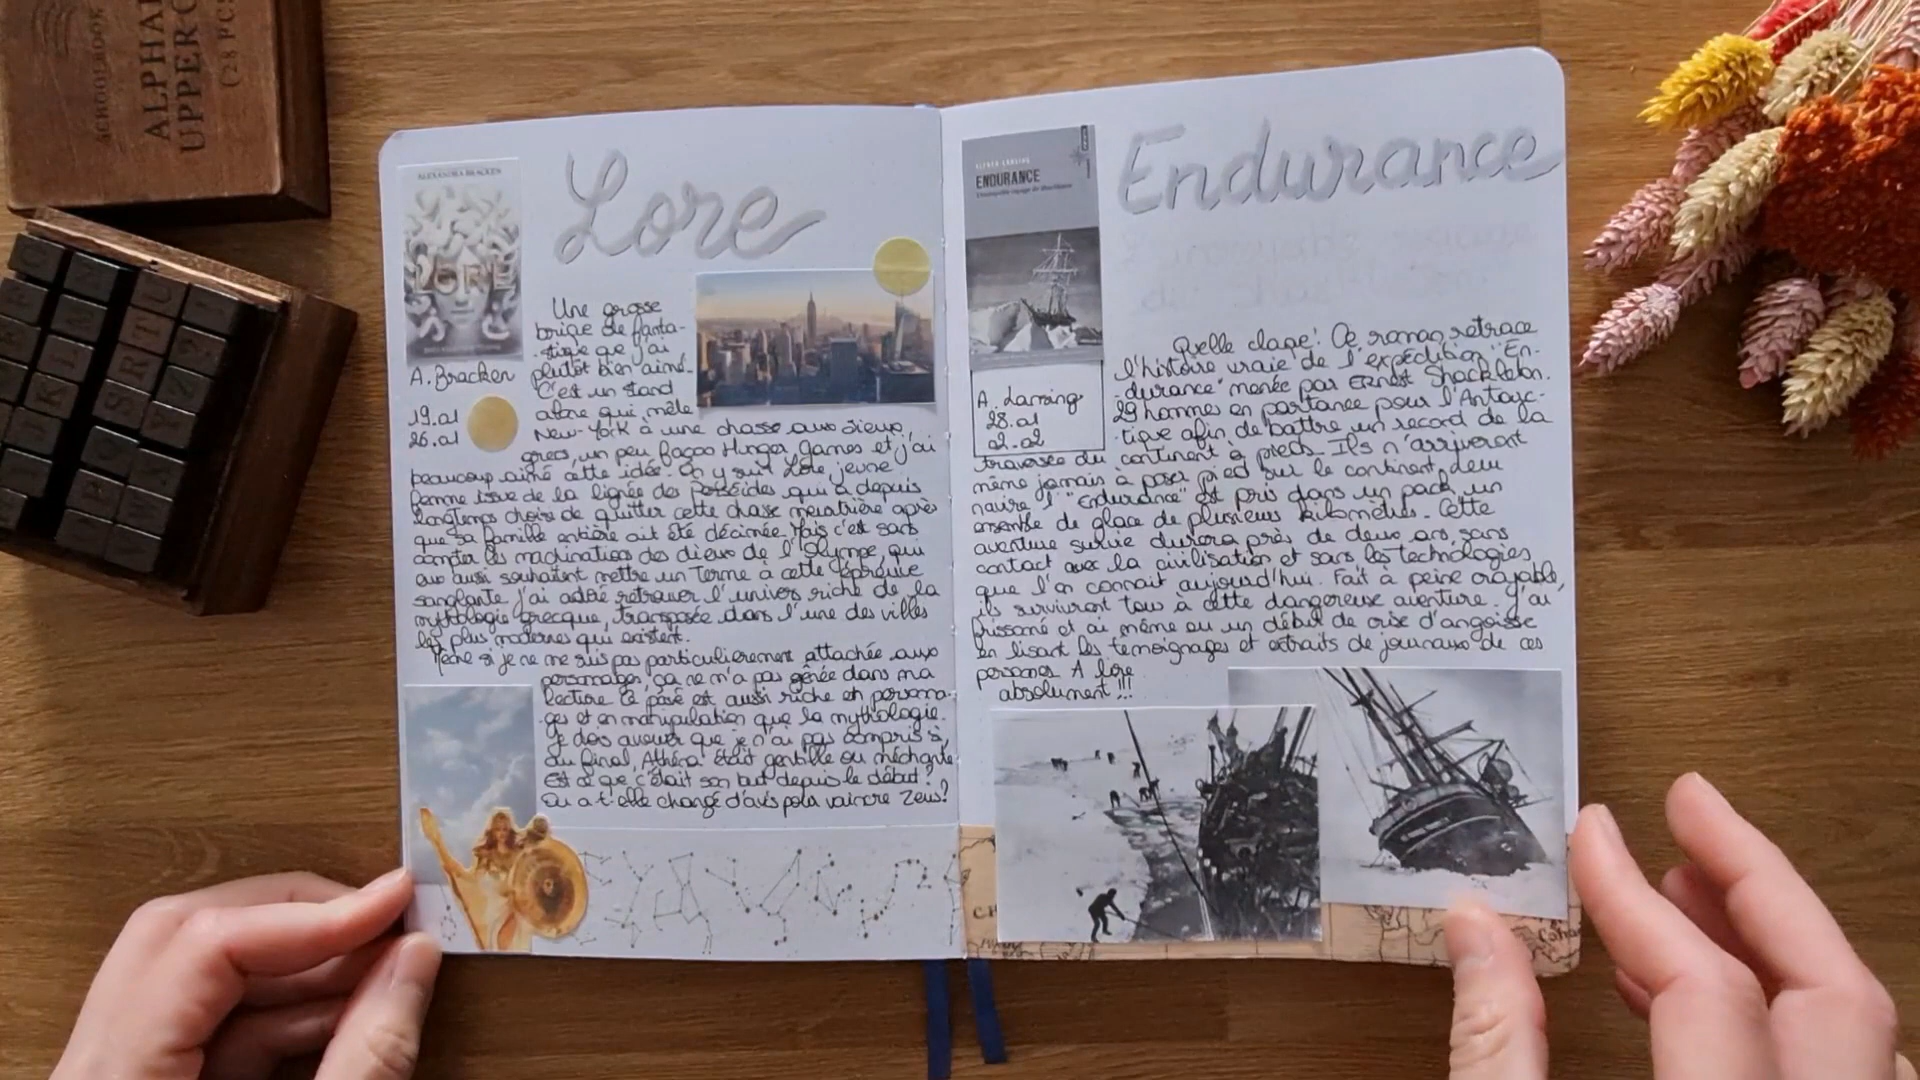 ALPHA
UPPERC
(28 PCS
ALEXANDRA BRACKEN
LORE
Lore
A. Bracken
19.01
26.01
Une grosse
brique de fanta-
-stique que j'ai
plutôt bien aimé.
C'est un stand
alone qui mêle
New-York à une chasse aux dieux
grecs, un peu façon Hunger Games et j'ai
beaucoup aimé cette idée. On y suit Lore jeune
femme issue de la lignée des Perséides qui a depuis
longtemps choisi de quitter cette chasse meurtrière après
que sa famille entière ait été décimée. Mais c'est sans
compter les machinations des dieux de l'Olympe, qui
eux aussi souhaitent mettre un terme à cette épreuve
sanglante. J'ai adoré retrouver l'univers riche de la
mythologie grecque, transposée dans l'une des villes
les plus modernes qui existent.
Même si je ne me suis pas particulièrement attachée aux
personnages, ça ne m'a pas gênée dans ma
lecture. Ce pavé est aussi riche en personna-
-ges et en manipulation que la mythologie.
Je dois avouer que je n'ai pas compris si,
au final, Athéna était gentille ou méchante
Est ce que c'était son but depuis le début?
Ou a t-elle changé d'avis pour vaincre Zeus?
ALFRED LANSING
ENDURANCE
Endurance
A. Lansing
28.01
02.02
Quelle claque! Ce roman retrace
l'histoire vraie de l'expédition "En-
-durance" menée par Ernest Shackleton.
29 hommes en partance pour l'Antarc-
-tique afin de battre un record de la
traversée du continent à pieds. Ils n'arriveront
même jamais à poser pied sur le continent, leur
navire l'"Endurance" est pris dans un pack, un
ensemble de glace de plusieurs kilomètres. Cette
aventure survie durera près de deux ans, sans
contact avec la civilisation et sans les technologies
que l'on connait aujourd'hui. Fait à peine croyable,
ils survivront tous à cette dangereuse aventure. J'ai
frissonné et ai même eu un début de crise d'angoisse
en lisant les témoignages et extraits de journaux de ces
personnes. A lire
absolument !!!